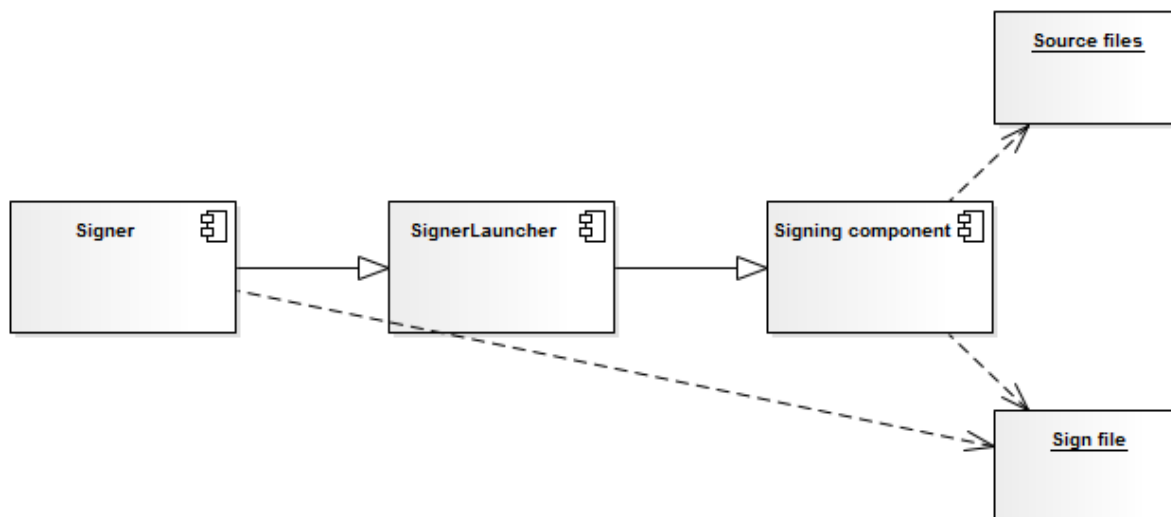 Source files
Signer
SignerLauncher
Signing component
Sign file